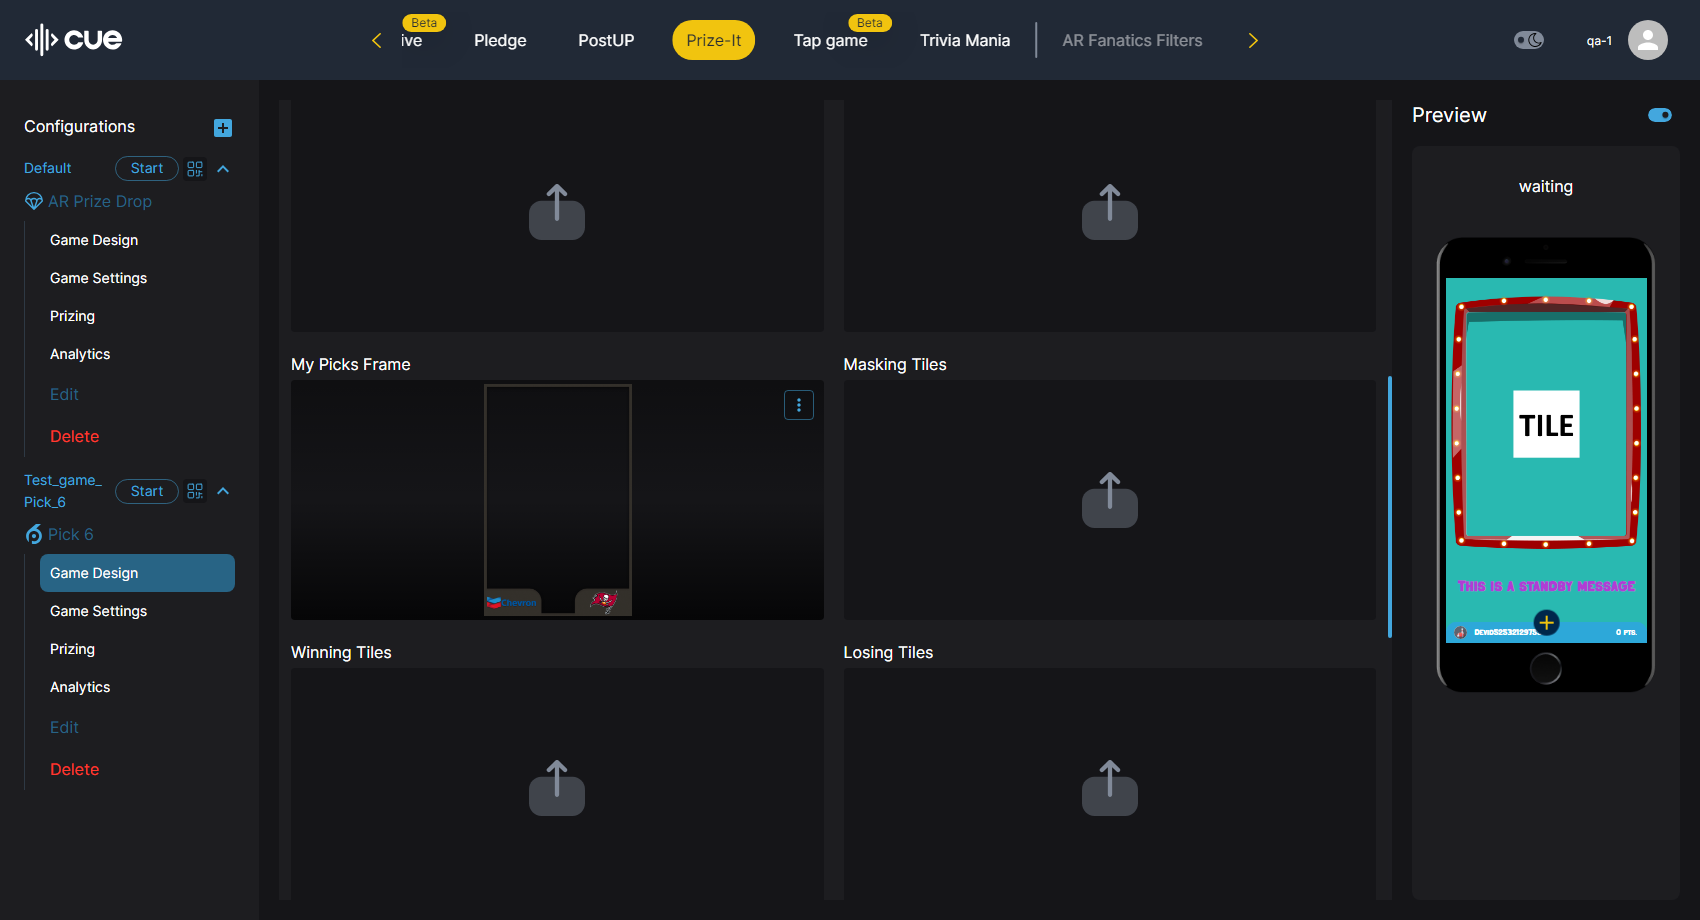 cue
Beta
ive
Pledge
PostUP
Prize-It
Beta
Tap game
Trivia Mania
AR Fanatics Filters
qa-1
Configurations
Default
Start
AR Prize Drop
Game Design
Game Settings
Prizing
Analytics
Edit
Delete
Test_game_
Pick_6
Start
Pick 6
Game Design
Game Settings
Prizing
Analytics
Edit
Delete
My Picks Frame
Masking Tiles
Chevron
Winning Tiles
Losing Tiles
Preview
waiting
TILE
This is a standby message
0 pts.